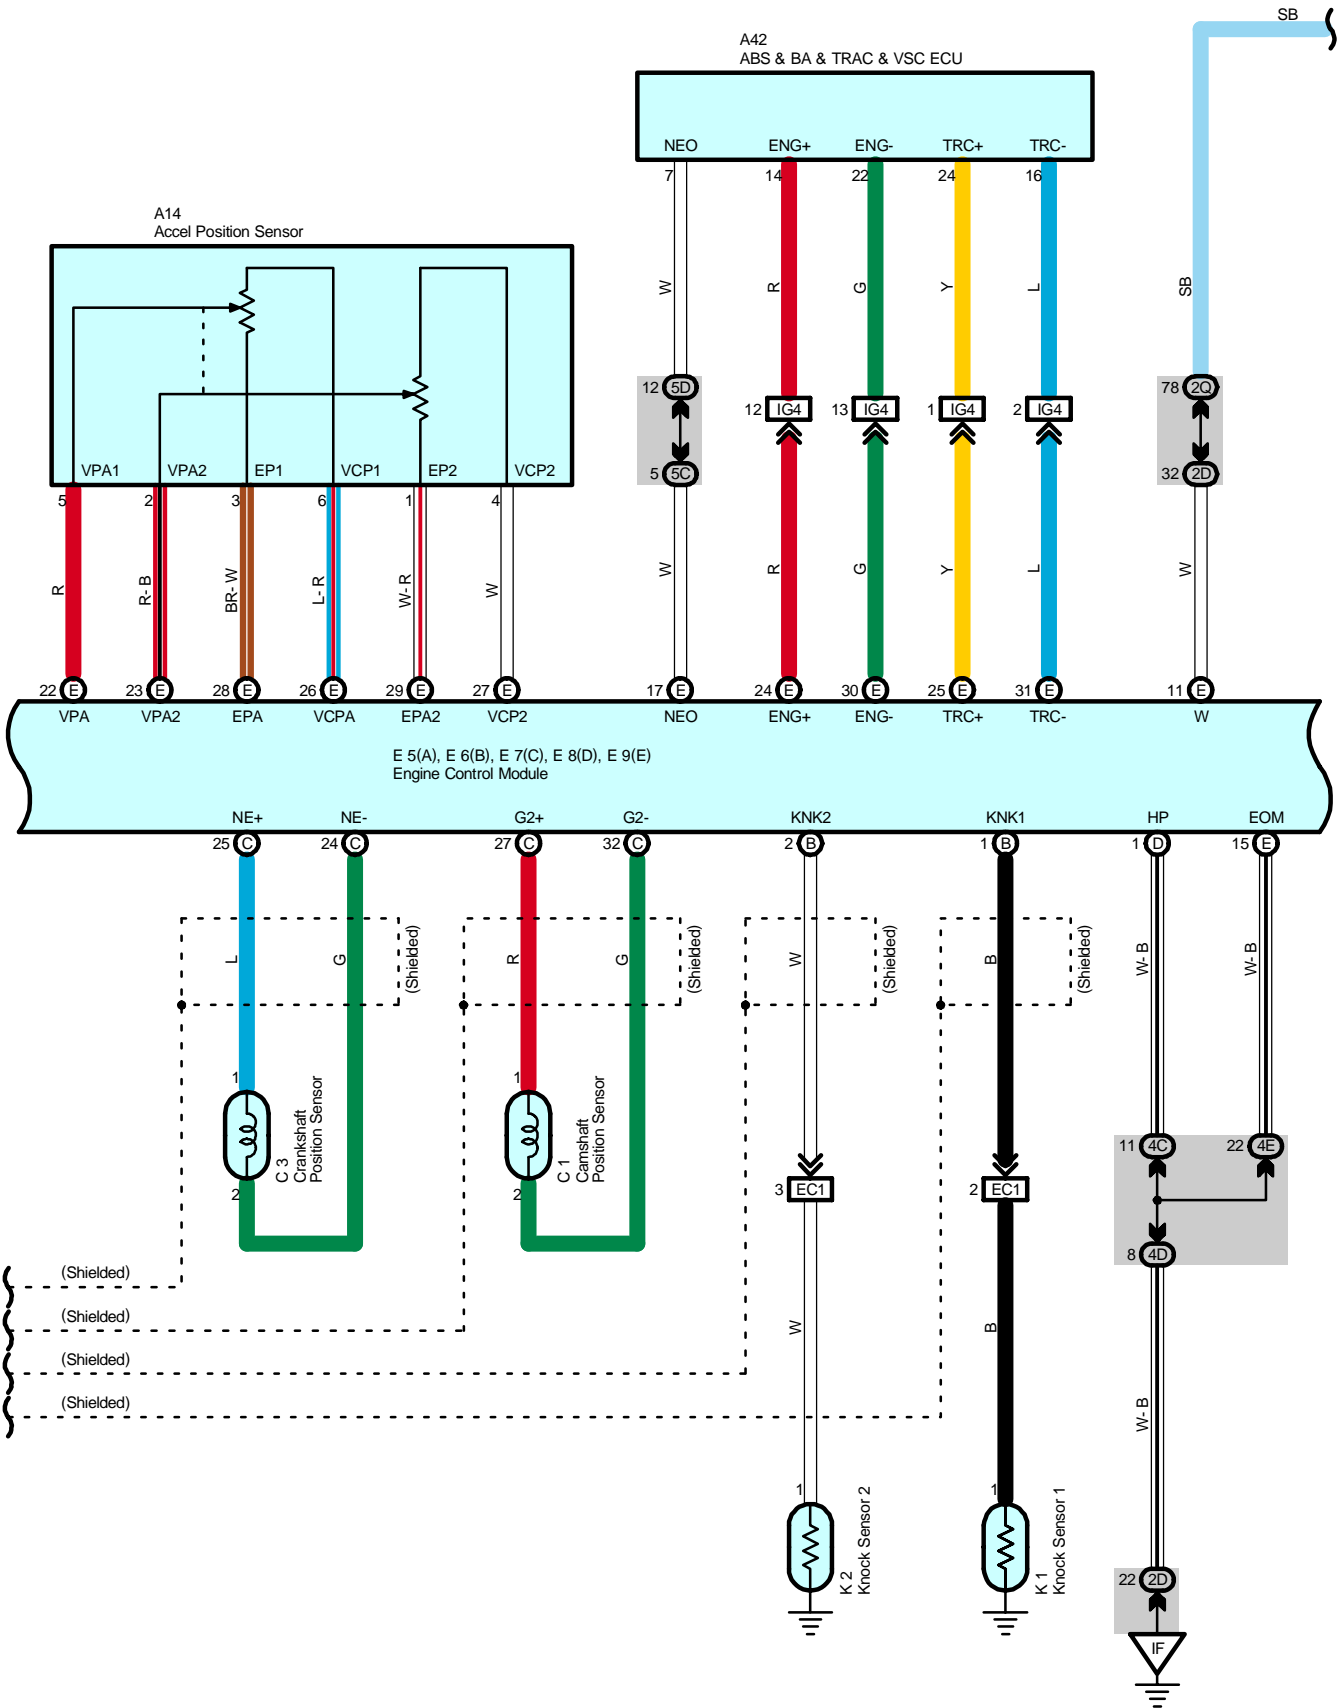 SB
A42
ABS & BA & TRAC & VSC ECU
NEO ENG+ ENG- TRC+ TRC-
7 14 22 24 16
A14
Accel Position Sensor
W R G Y L SB
12 5D 78 2Q
12 IG4 13 IG4 1 IG4 2 IG4
5 5C 32 2D
VPA1 VPA2 EP1 VCP1 EP2 VCP2
5 2 3 6 1 4
R R-B BR-W L-R W-R W W R G Y L W
22 E 23 E 28 E 26 E 29 E 27 E 17 E 24 E 30 E 25 E 31 E 11 E
VPA VPA2 EPA VCPA EPA2 VCP2 NEO ENG+ ENG- TRC+ TRC- W
E 5(A), E 6(B), E 7(C), E 8(D), E 9(E)
Engine Control Module
NE+ NE- G2+ G2- KNK2 KNK1 HP EOM
25 C 24 C 27 C 32 C 2 B 1 B 1 D 15 E
L G (Shielded) R G (Shielded) W (Shielded) B (Shielded) W-B W-B
1 1
C 3
Crankshaft
Position Sensor
C 1
Camshaft
Position Sensor
2 2
11 4C 22 4E
3 EC1 2 EC1
8 4D
(Shielded)
(Shielded)
(Shielded)
(Shielded)
W B W-B
1 1
K 2
Knock Sensor 2
K 1
Knock Sensor 1
22 2D
IF